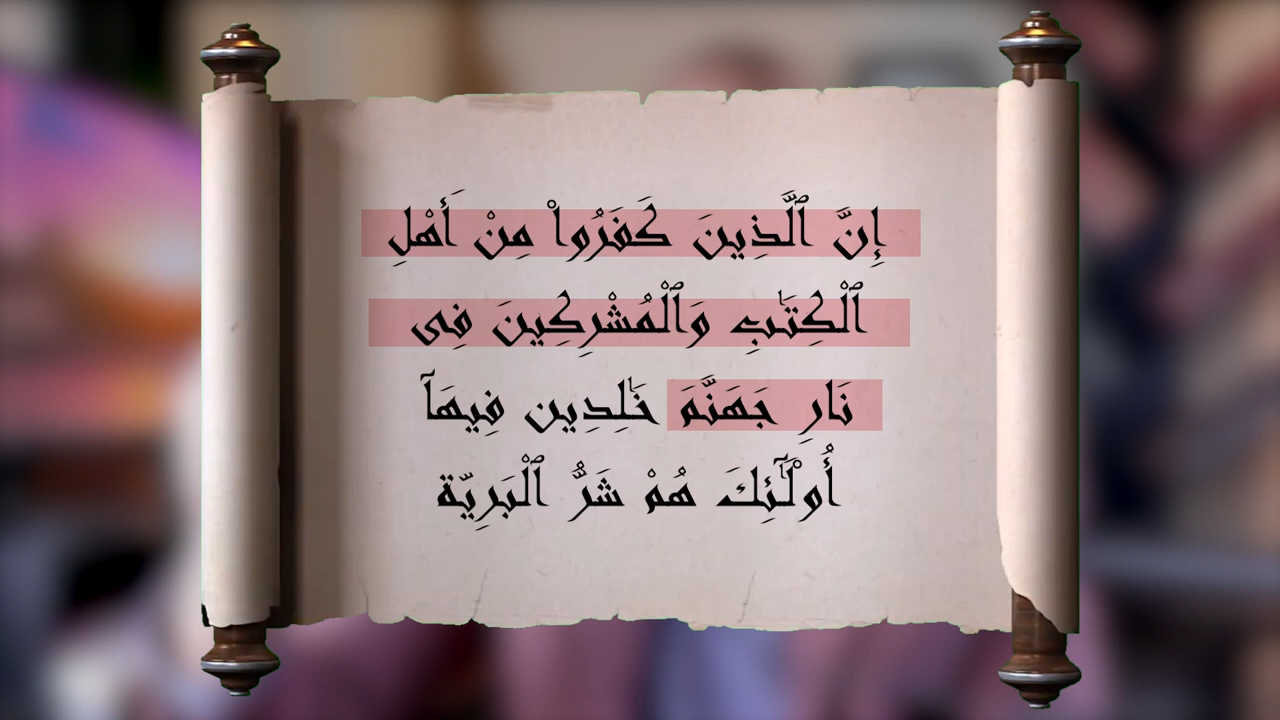 إِنَّ ٱلَّذِينَ كَفَرُوا۟ مِنْ أَهْلِ
ٱلْكِتَٰبِ وَٱلْمُشْرِكِينَ فِى
نَارِ جَهَنَّمَ خَٰلِدِين فِيهَآ
أُو۟لَٰٓئِكَ هُمْ شَرُّ ٱلْبَرِيّة